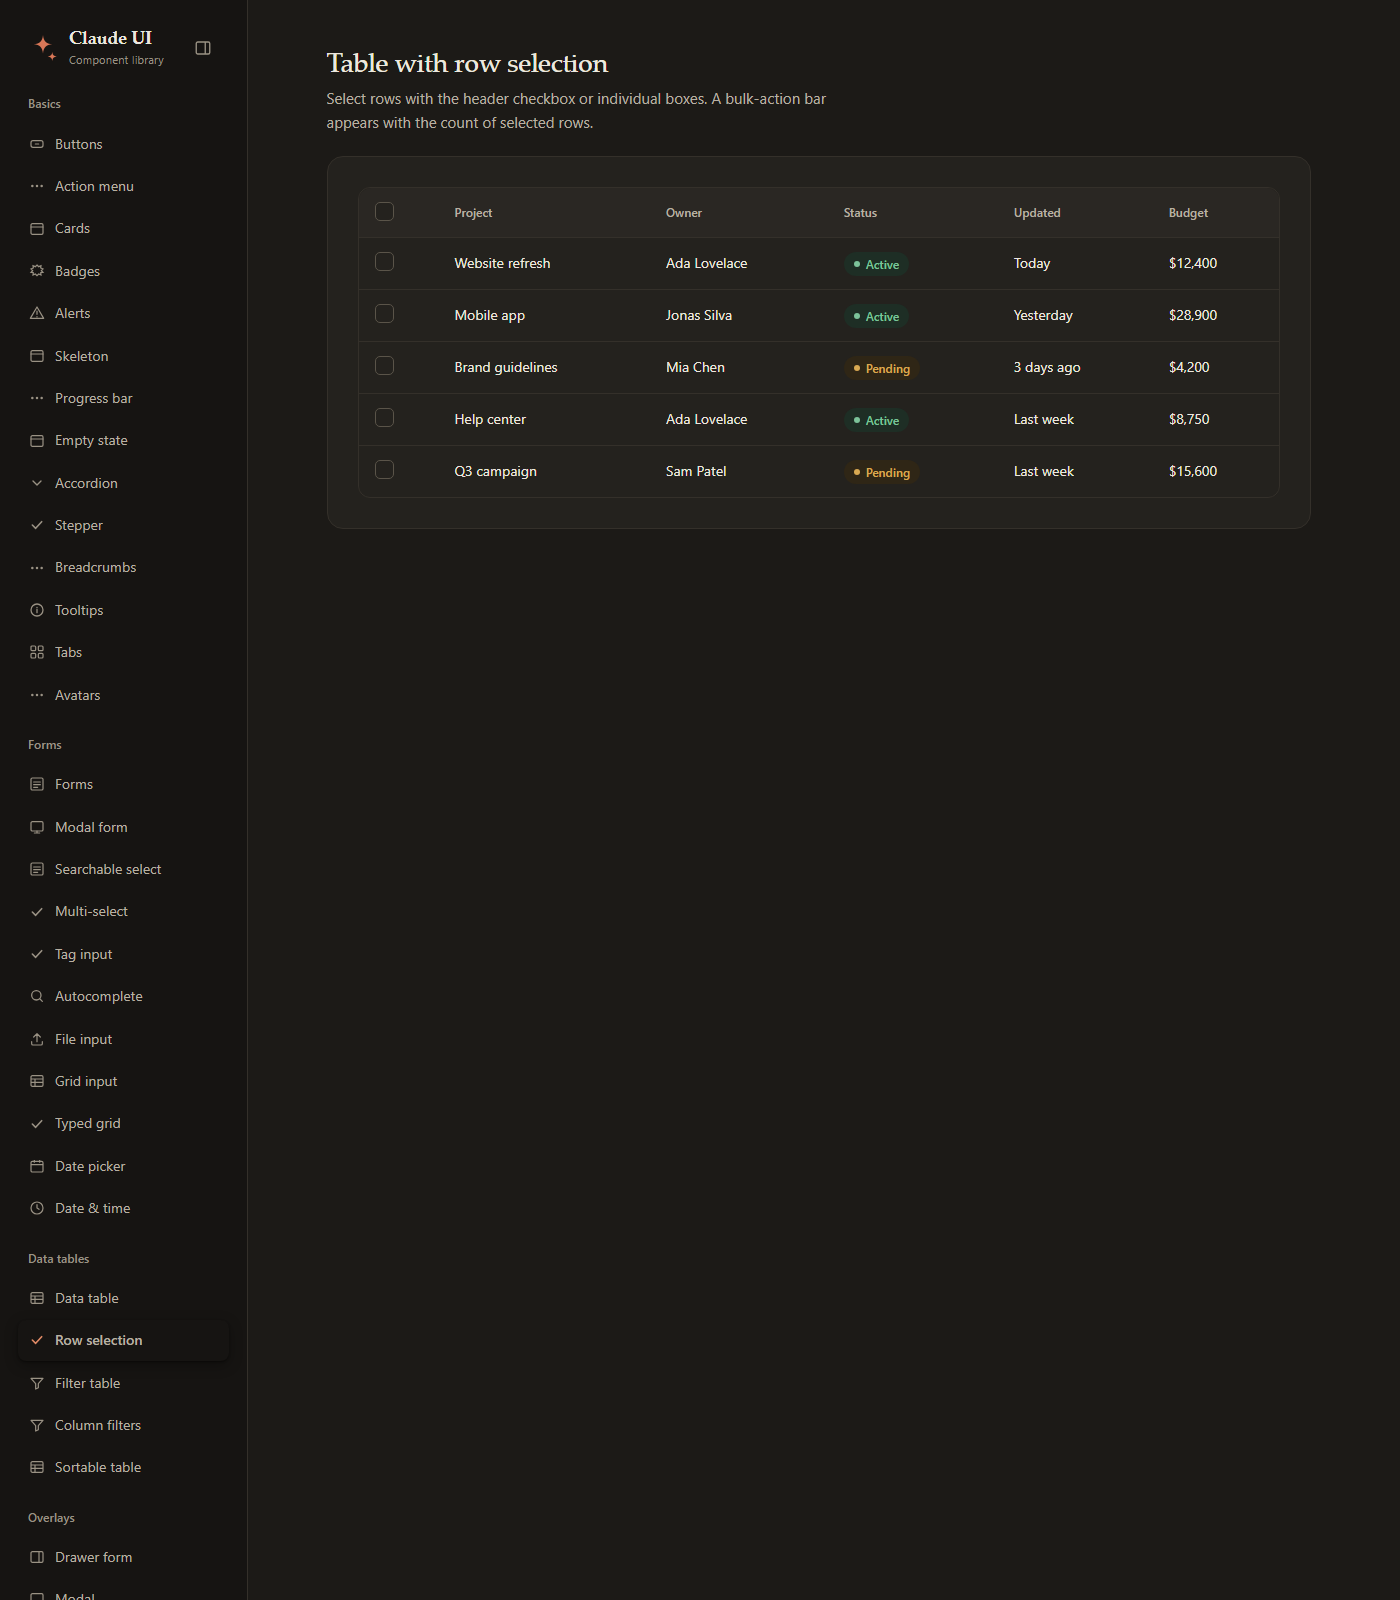 Claude UI
Component library
Basics
Buttons
Action menu
Cards
Badges
Alerts
Skeleton
Progress bar
Empty state
Accordion
Stepper
Breadcrumbs
Tooltips
Tabs
Avatars
Forms
Forms
Modal form
Searchable select
Multi-select
Tag input
Autocomplete
File input
Grid input
Typed grid
Date picker
Date & time
Data tables
Data table
Row selection
Filter table
Column filters
Sortable table
Overlays
Drawer form
Modal
Table with row selection
Select rows with the header checkbox or individual boxes. A bulk-action bar
appears with the count of selected rows.
Project Owner Status Updated Budget
Website refresh Ada Lovelace Active Today $12,400
Mobile app Jonas Silva Active Yesterday $28,900
Brand guidelines Mia Chen Pending 3 days ago $4,200
Help center Ada Lovelace Active Last week $8,750
Q3 campaign Sam Patel Pending Last week $15,600